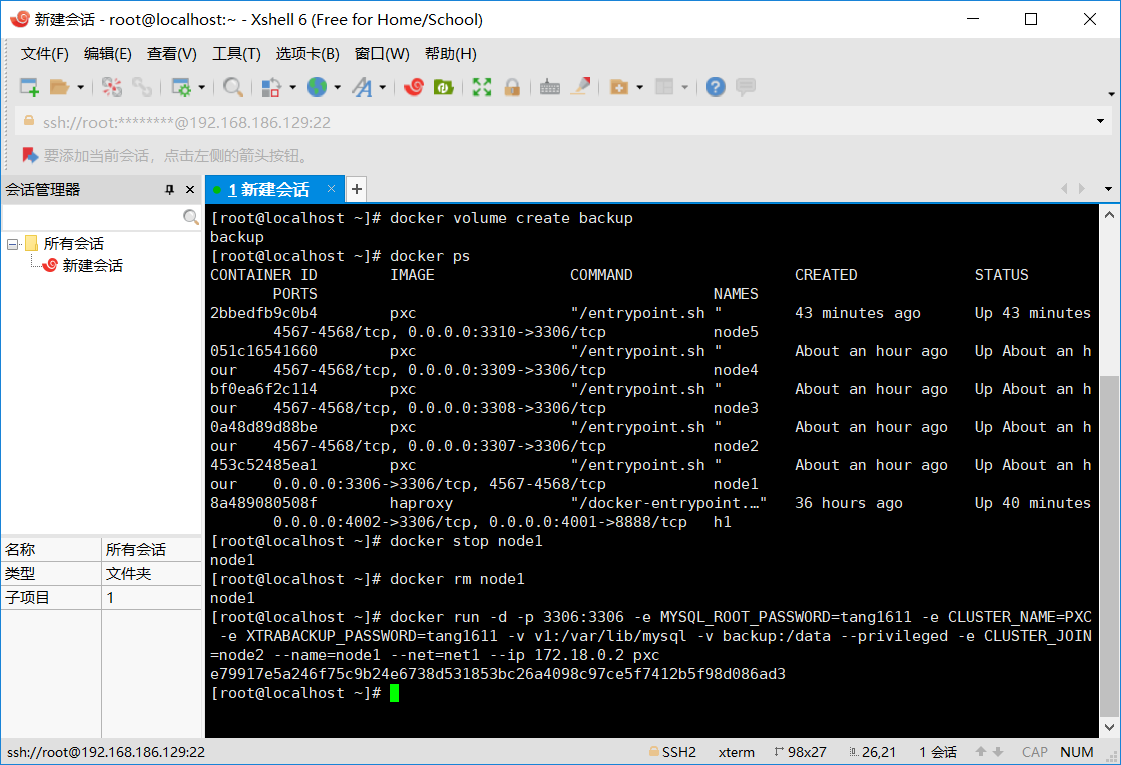 新建会话 - root@localhost:~ - Xshell 6 (Free for Home/School)
文件(F) 编辑(E) 查看(V) 工具(T) 选项卡(B) 窗口(W) 帮助(H)
ssh://root:********@192.168.186.129:22
要添加当前会话，点击左侧的箭头按钮。
会话管理器
1 新建会话
所有会话
新建会话
名称 所有会话
类型 文件夹
子项目 1
[root@localhost ~]# docker volume create backup
backup
[root@localhost ~]# docker ps
CONTAINER ID        IMAGE               COMMAND                  CREATED             STATUS
       PORTS                                            NAMES
2bbedfb9c0b4        pxc                 "/entrypoint.sh "        43 minutes ago      Up 43 minutes
       4567-4568/tcp, 0.0.0.0:3310->3306/tcp            node5
051c16541660        pxc                 "/entrypoint.sh "        About an hour ago   Up About an h
our    4567-4568/tcp, 0.0.0.0:3309->3306/tcp            node4
bf0ea6f2c114        pxc                 "/entrypoint.sh "        About an hour ago   Up About an h
our    4567-4568/tcp, 0.0.0.0:3308->3306/tcp            node3
0a48d89d88be        pxc                 "/entrypoint.sh "        About an hour ago   Up About an h
our    4567-4568/tcp, 0.0.0.0:3307->3306/tcp            node2
453c52485ea1        pxc                 "/entrypoint.sh "        About an hour ago   Up About an h
our    0.0.0.0:3306->3306/tcp, 4567-4568/tcp            node1
8a489080508f        haproxy             "/docker-entrypoint.…"   36 hours ago        Up 40 minutes
       0.0.0.0:4002->3306/tcp, 0.0.0.0:4001->8888/tcp   h1
[root@localhost ~]# docker stop node1
node1
[root@localhost ~]# docker rm node1
node1
[root@localhost ~]# docker run -d -p 3306:3306 -e MYSQL_ROOT_PASSWORD=tang1611 -e CLUSTER_NAME=PXC
 -e XTRABACKUP_PASSWORD=tang1611 -v v1:/var/lib/mysql -v backup:/data --privileged -e CLUSTER_JOIN
=node2 --name=node1 --net=net1 --ip 172.18.0.2 pxc
e79917e5a246f75c9b24e6738d531853bc26a4098c97ce5f7412b5f98d086ad3
[root@localhost ~]#
ssh://root@192.168.186.129:22 SSH2 xterm 98x27 26,21 1 会话 CAP NUM